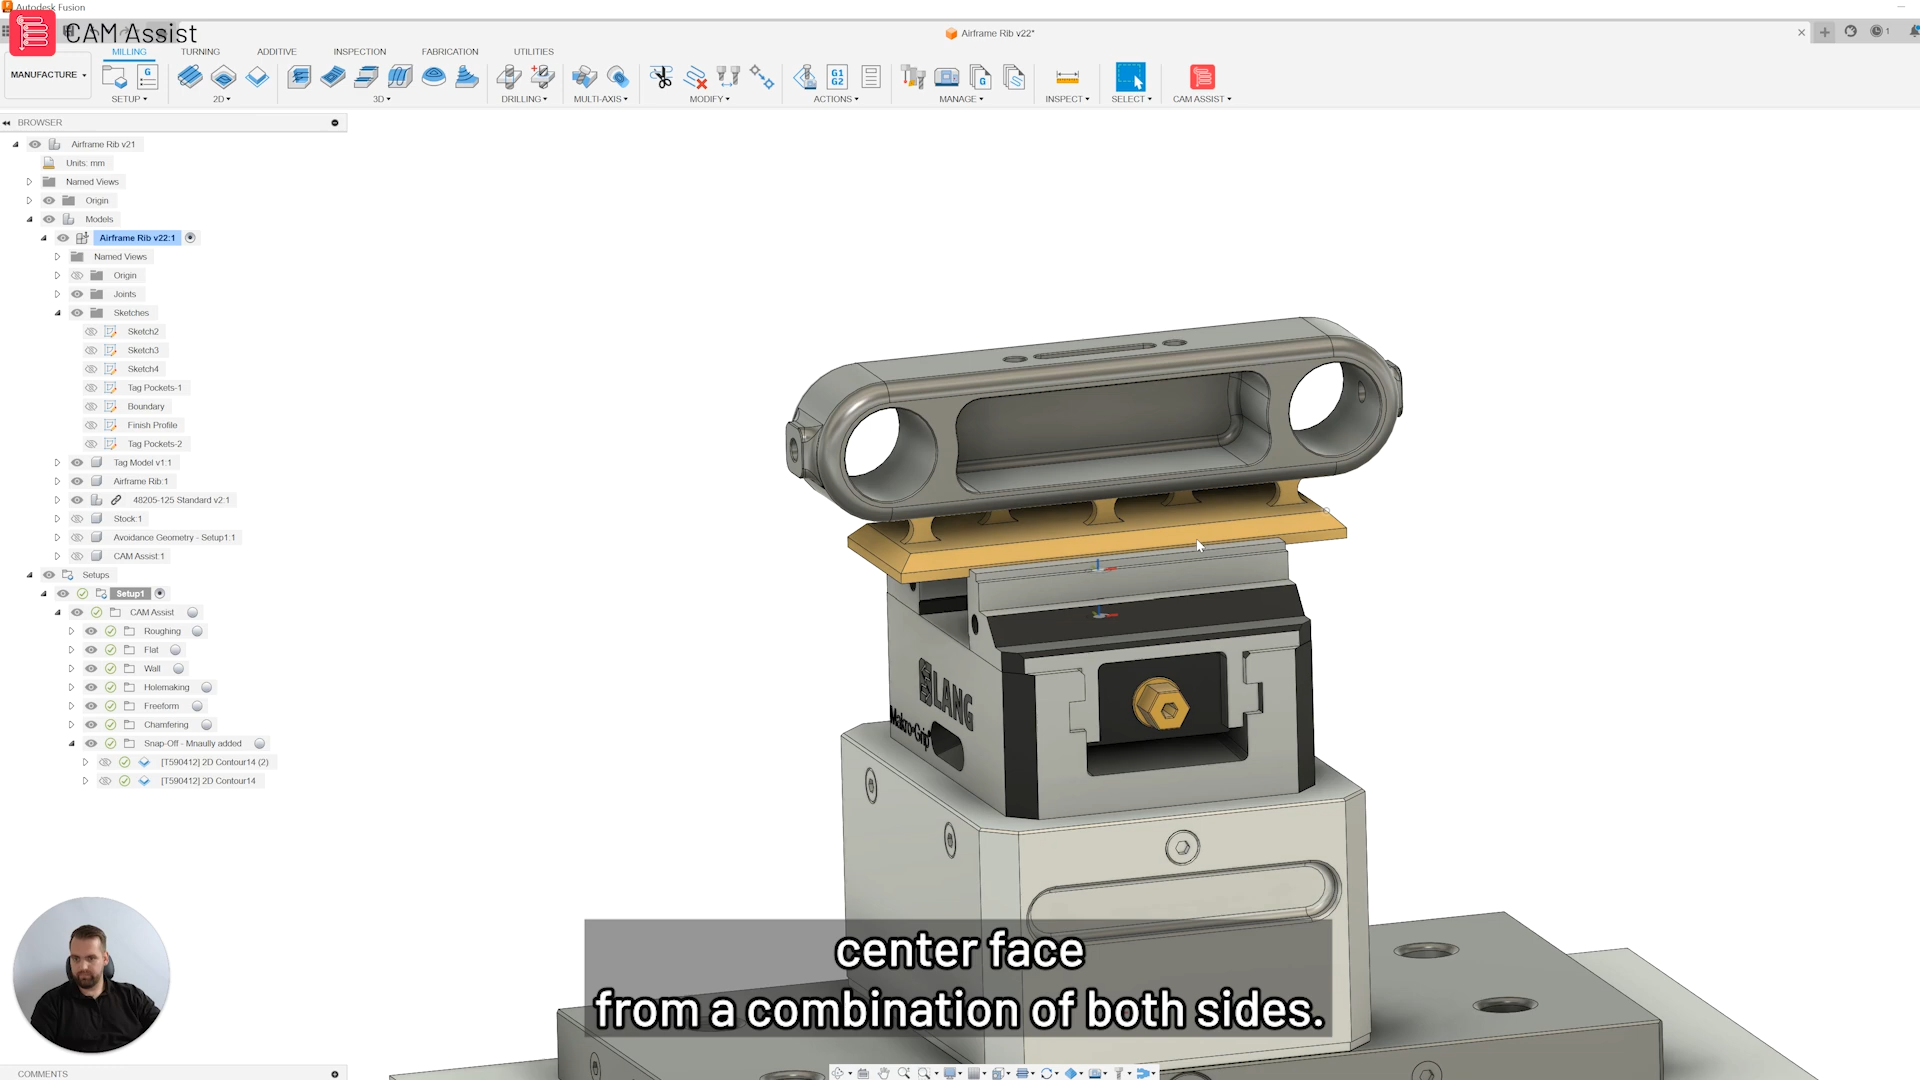 Autodesk Fusion
CAM Assist
Airframe Rib v22*
1
MILLING
TURNING
ADDITIVE
INSPECTION
FABRICATION
UTILITIES
MANUFACTURE
G1
G2
SETUP
2D
3D
DRILLING
MULTI-AXIS
MODIFY
ACTIONS
MANAGE
INSPECT
SELECT
CAM ASSIST
BROWSER
Airframe Rib v21
Units: mm
Named Views
Origin
Models
Airframe Rib v22:1
Named Views
Origin
Joints
Sketches
Sketch2
Sketch3
Sketch4
Tag Pockets-1
Boundary
Finish Profile
Tag Pockets-2
Tag Model v1:1
Airframe Rib:1
48205-125 Standard v2:1
Stock:1
Avoidance Geometry - Setup1:1
CAM Assist:1
Setups
Setup1
CAM Assist
Roughing
Flat
Wall
Holemaking
Freeform
Chamfering
Snap-Off - Mnaully added
[T590412] 2D Contour14 (2)
[T590412] 2D Contour14
LANG
Makro-Grip
center face
from a combination of both sides.
COMMENTS